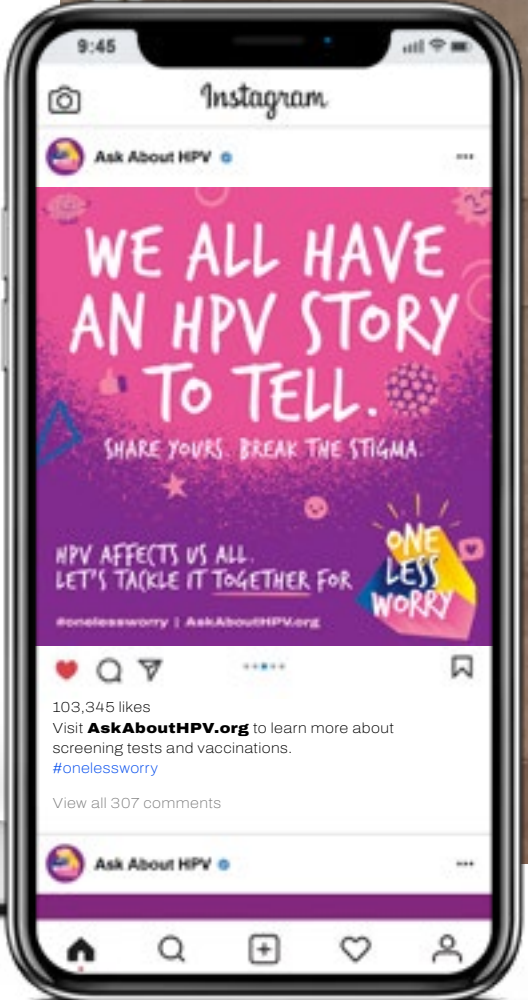 9:45
Instagram
Ask About HPV
WE ALL HAVE
AN HPV STORY
TO TELL.
SHARE YOURS. BREAK THE STIGMA.
HPV AFFECTS US ALL.
LET'S TACKLE IT TOGETHER FOR
ONE
LESS
WORRY
#onelessworry | AskAboutHPV.org
103,345 likes
Visit AskAboutHPV.org to learn more about
screening tests and vaccinations.
#onelessworry
View all 307 comments
Ask About HPV